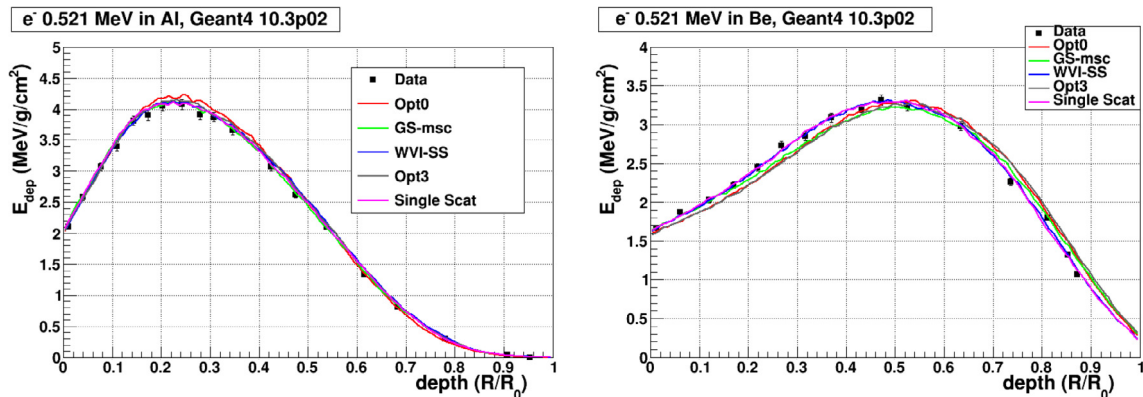 e⁻ 0.521 MeV in Al, Geant4 10.3p02
E_dep (MeV/g/cm²)
5
4.5
4
3.5
3
2.5
2
1.5
1
0.5
0
Data
Opt0
GS-msc
WVI-SS
Opt3
Single Scat
0 0.1 0.2 0.3 0.4 0.5 0.6 0.7 0.8 0.9 1
depth (R/R₀)
e⁻ 0.521 MeV in Be, Geant4 10.3p02
E_dep (MeV/g/cm²)
4
3.5
3
2.5
2
1.5
1
0.5
0
Data
Opt0
GS-msc
WVI-SS
Opt3
Single Scat
0 0.1 0.2 0.3 0.4 0.5 0.6 0.7 0.8 0.9 1
depth (R/R₀)